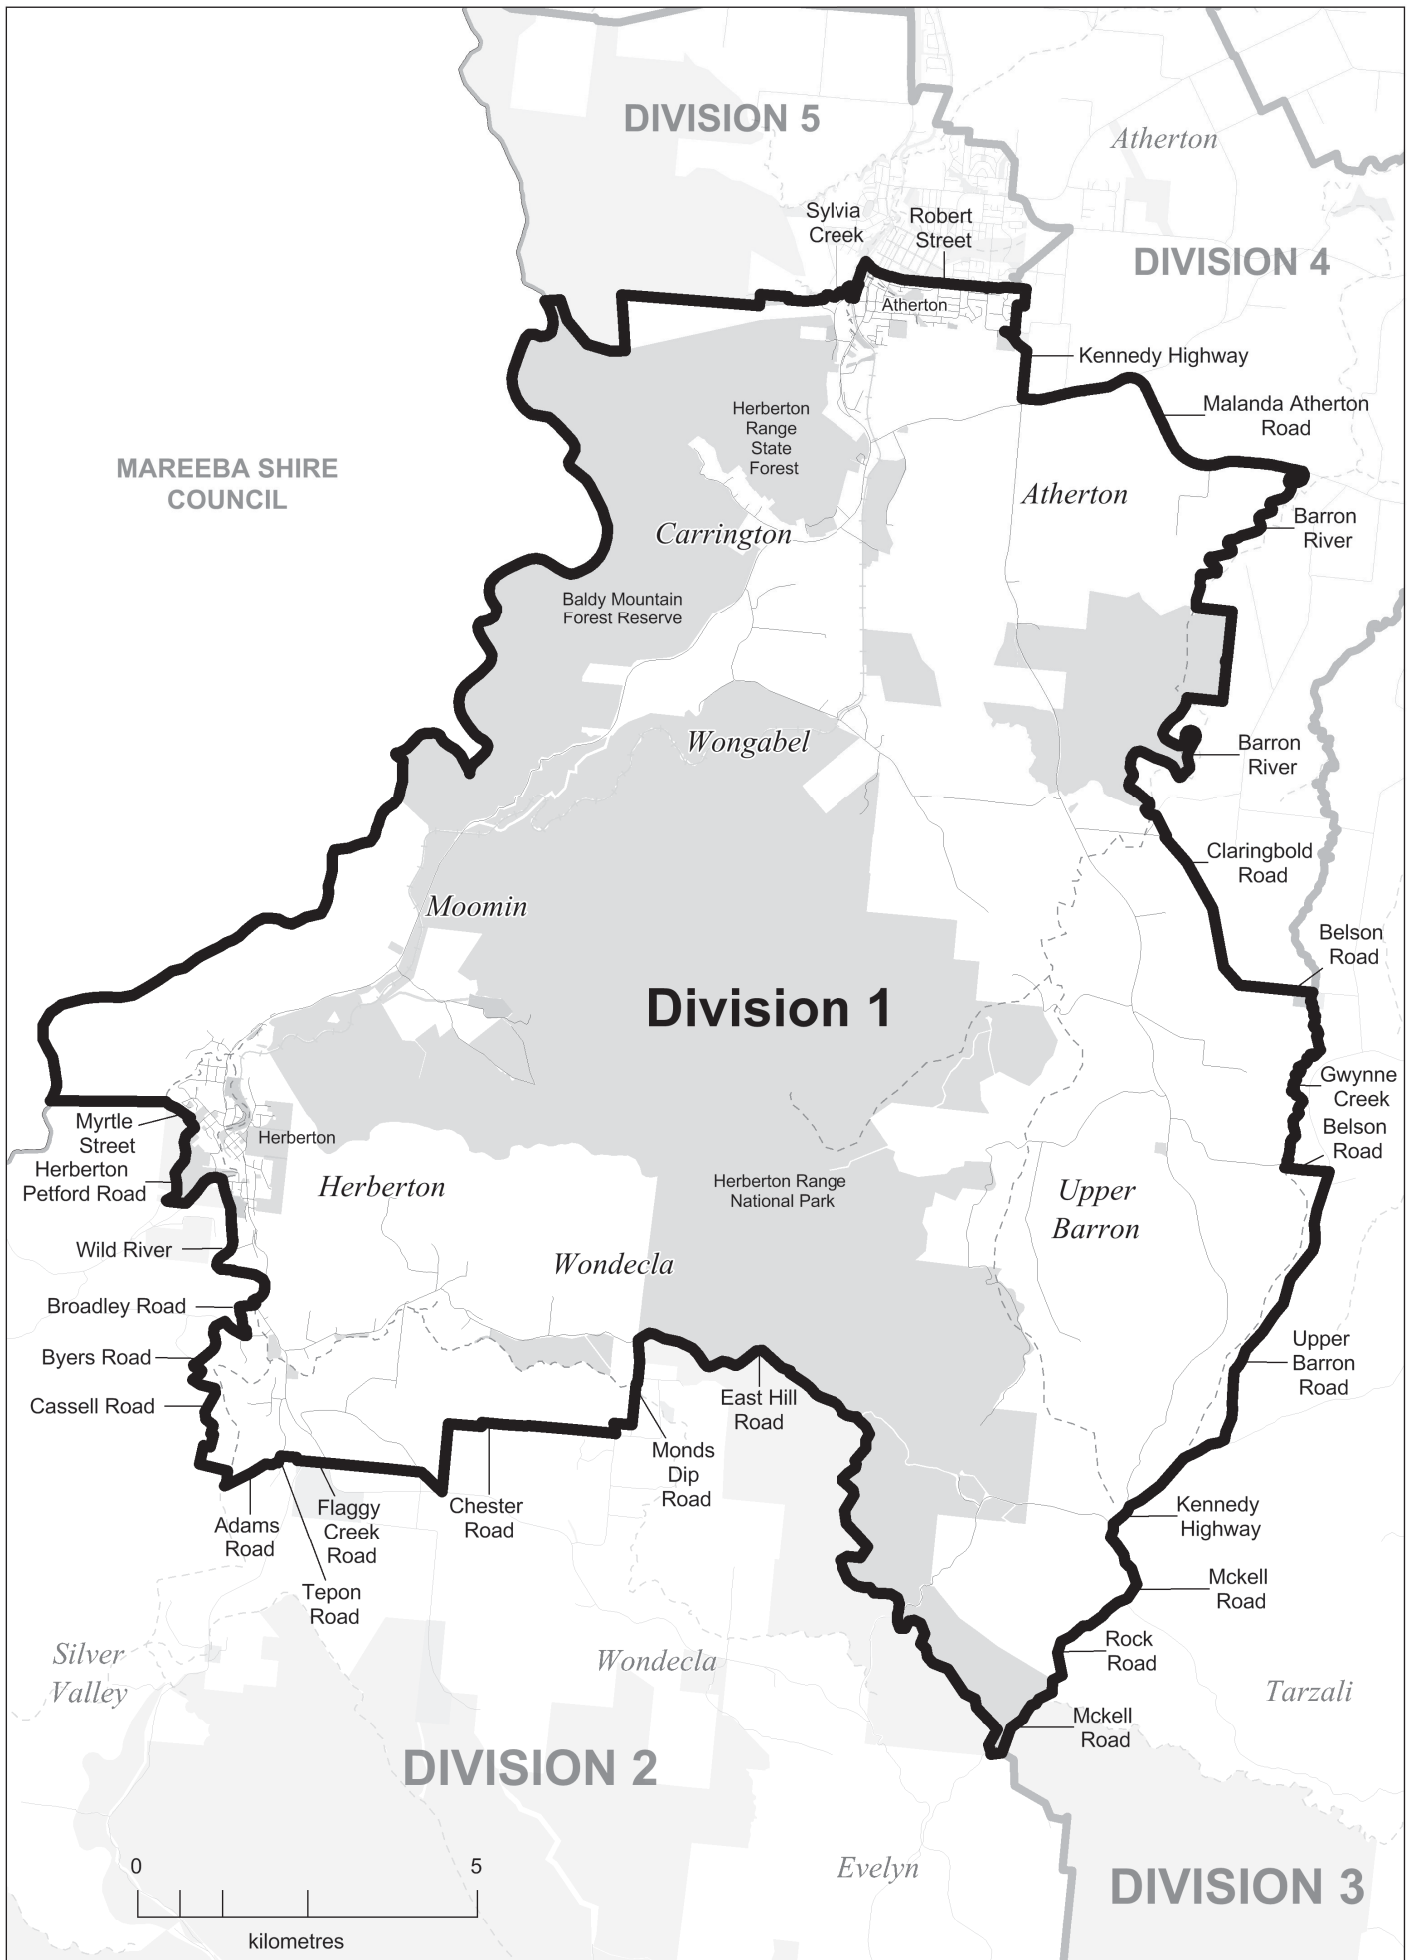 DIVISION 5
Atherton
Sylvia
Creek
Robert
Street
DIVISION 4
Atherton
Kennedy Highway
Malanda Atherton
Road
Herberton
Range
State
Forest
MAREEBA SHIRE
COUNCIL
Atherton
Carrington
Barron
River
Baldy Mountain
Forest Reserve
Wongabel
Barron
River
Claringbold
Road
Moomin
Belson
Road
Division 1
Gwynne
Creek
Myrtle
Street
Herberton
Belson
Road
Herberton
Petford Road
Herberton
Herberton Range
National Park
Upper
Barron
Wild River
Wondecla
Broadley Road
Byers Road
Upper
Barron
Road
Cassell Road
East Hill
Road
Monds
Dip
Road
Adams
Road
Flaggy
Creek
Road
Chester
Road
Kennedy
Highway
Tepon
Road
Mckell
Road
Silver
Valley
Wondecla
Rock
Road
Tarzali
Mckell
Road
DIVISION 2
Evelyn
DIVISION 3
0 5
kilometres